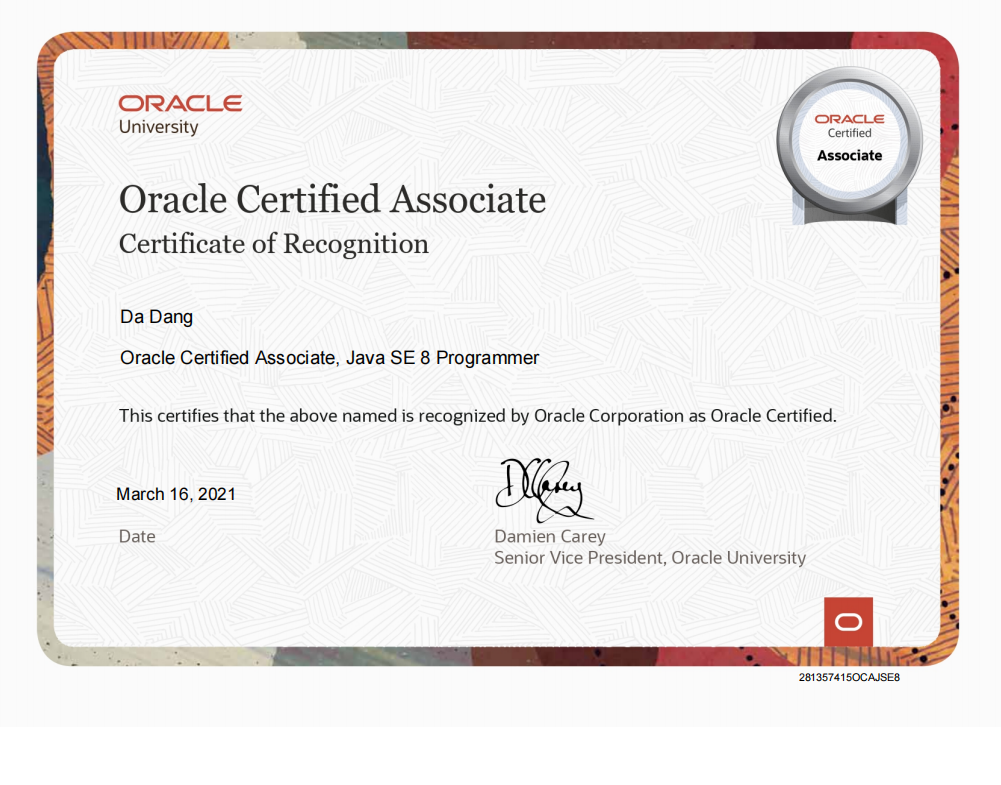 ORACLE
University
ORACLE
Certified
Associate
Oracle Certified Associate
Certificate of Recognition
Da Dang
Oracle Certified Associate, Java SE 8 Programmer
This certifies that the above named is recognized by Oracle Corporation as Oracle Certified.
DCarey
March 16, 2021
Date
Damien Carey
Senior Vice President, Oracle University
281357415OCAJSE8